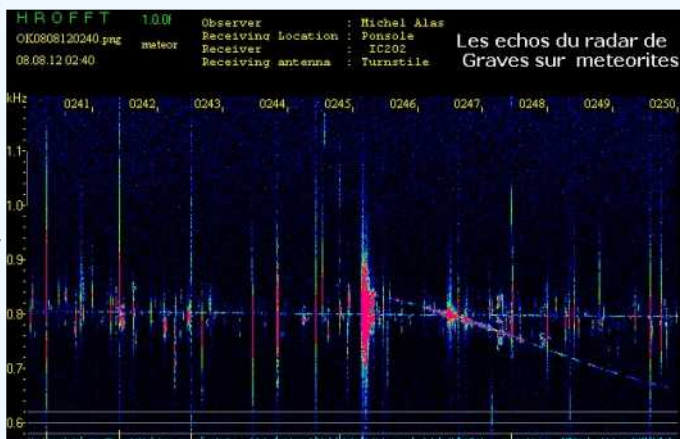 HROFFT 1.0.0f
OK0808120240.png meteor
08.08.12 02:40
Observer : Michel Alas
Receiving Location : Ponsole
Receiver : IC202
Receiving antenna : Turnstile
Les echos du radar de
Graves sur meteorites
kHz 0241 0242 0243 0244 0245 0246 0247 0248 0249 0250
1.1
1.0
0.9
0.8
0.7
0.6